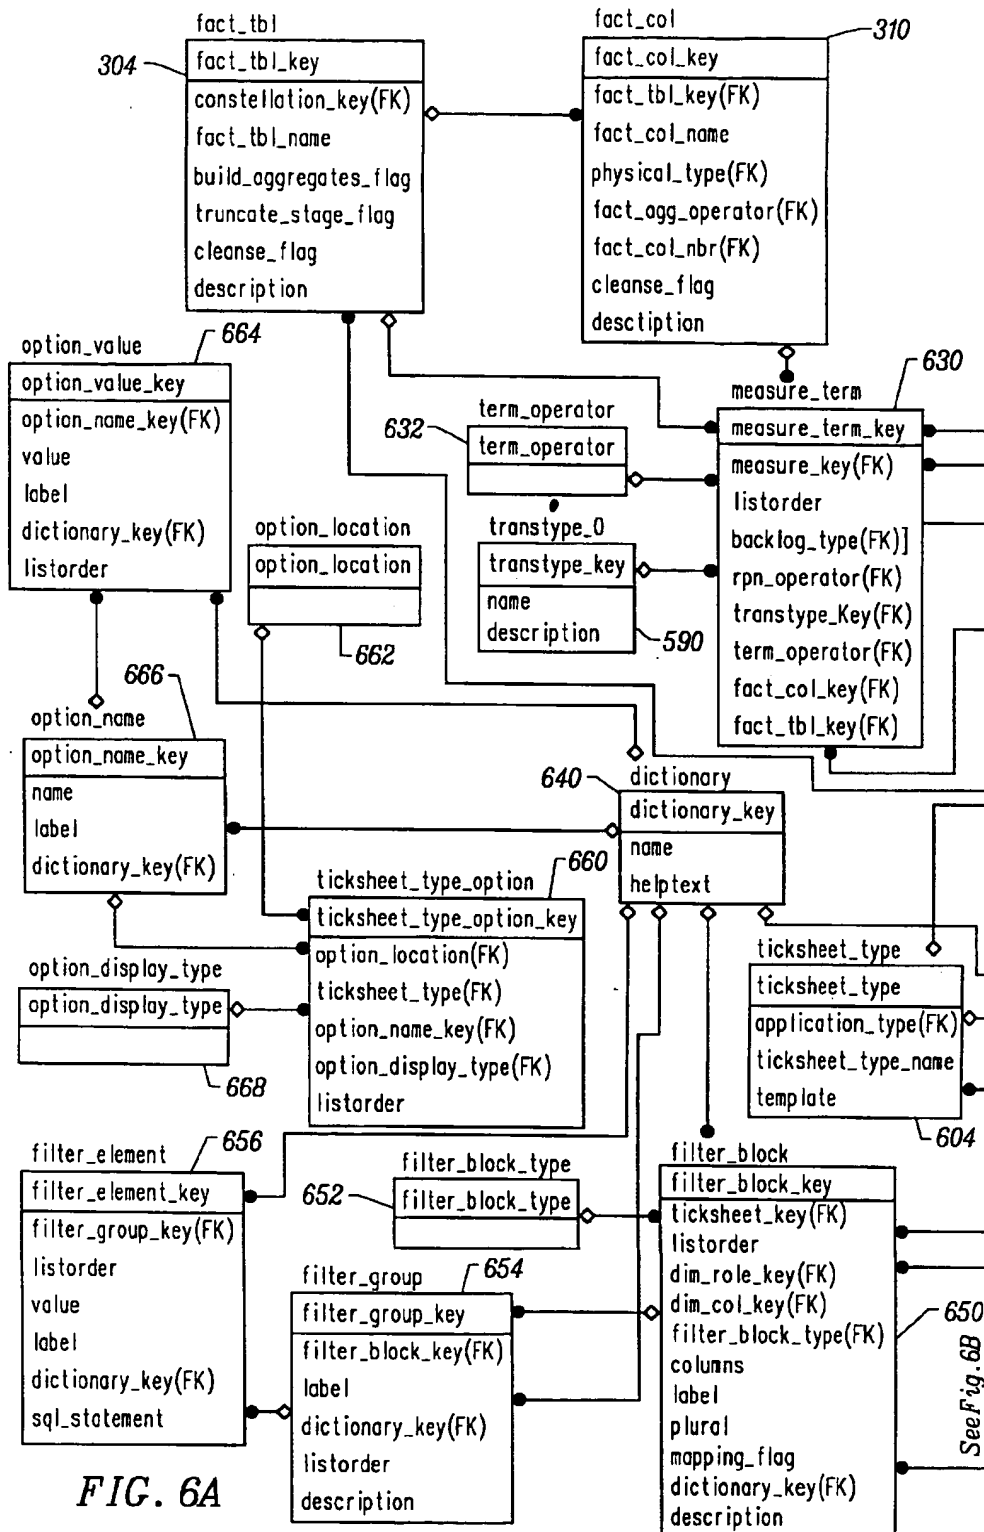 fact_tbl
304
fact_tbl_key
constellation_key(FK)
fact_tbl_name
build_aggregates_flag
truncate_stage_flag
cleanse_flag
description
fact_col
310
fact_col_key
fact_tbl_key(FK)
fact_col_name
physical_type(FK)
fact_agg_operator(FK)
fact_col_nbr(FK)
cleanse_flag
desctiption
option_value
664
option_value_key
option_name_key(FK)
value
label
dictionary_key(FK)
listorder
term_operator
632
term_operator
measure_term
630
measure_term_key
measure_key(FK)
listorder
backlog_type(FK)]
rpn_operator(FK)
transtype_Key(FK)
term_operator(FK)
fact_col_key(FK)
fact_tbl_key(FK)
option_location
option_location
662
transtype_0
transtype_key
name
description
590
666
option_name
option_name_key
name
label
dictionary_key(FK)
640
dictionary
dictionary_key
name
helptext
660
ticksheet_type_option
ticksheet_type_option_key
option_location(FK)
ticksheet_type(FK)
option_name_key(FK)
option_display_type(FK)
listorder
option_display_type
option_display_type
668
ticksheet_type
ticksheet_type
application_type(FK)
ticksheet_type_name
template
604
filter_element
656
filter_element_key
filter_group_key(FK)
listorder
value
label
dictionary_key(FK)
sql_statement
filter_block_type
652
filter_block_type
filter_group
654
filter_group_key
filter_block_key(FK)
label
dictionary_key(FK)
listorder
description
filter_block
filter_block_key
ticksheet_key(FK)
listorder
dim_role_key(FK)
dim_col_key(FK)
filter_block_type(FK)
columns
label
plural
mapping_flag
dictionary_key(FK)
description
650
See Fig. 6B
FIG. 6A